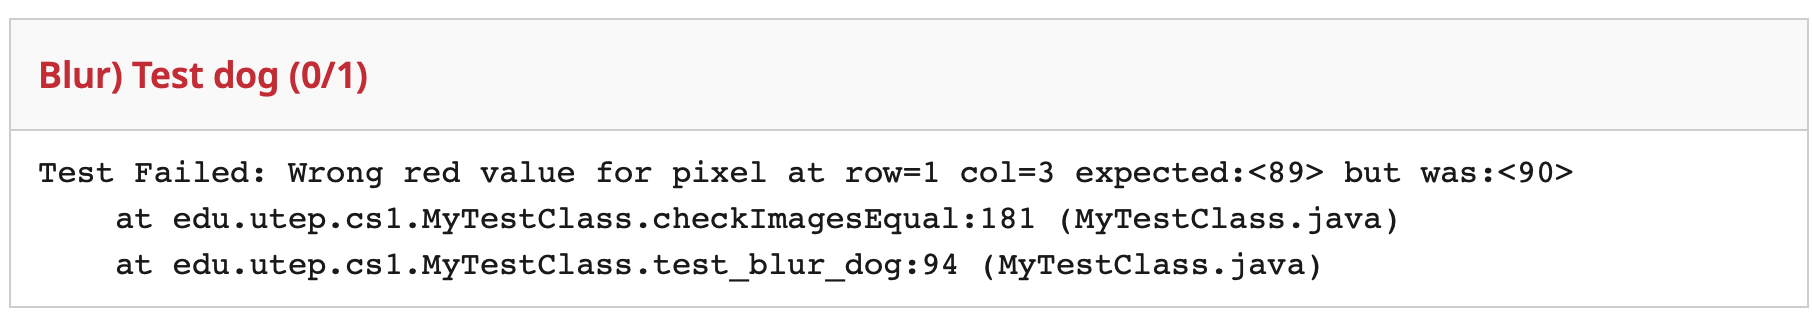 Blur) Test dog (0/1)
Test Failed: Wrong red value for pixel at row=1 col=3 expected:<89> but was:<90>
at edu.utep.cs1.MyTestClass.checkImagesEqual:181 (MyTestClass.java)
at edu.utep.cs1.MyTestClass.test_blur_dog:94 (MyTestClass.java)